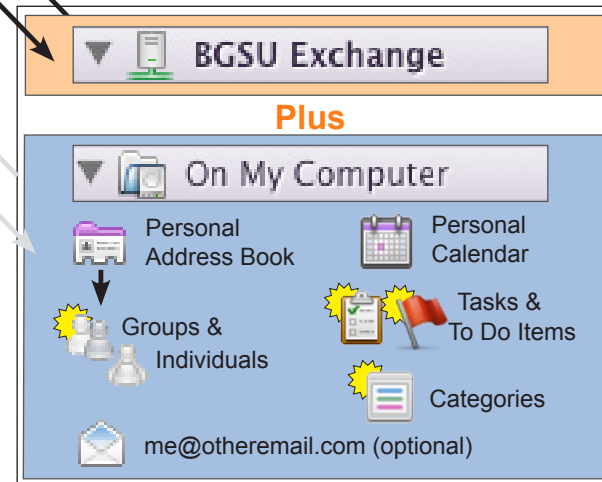 BGSU Exchange
Plus
On My Computer
Personal
Address Book
Personal
Calendar
Groups &
Individuals
Tasks &
To Do Items
Categories
me@otheremail.com (optional)